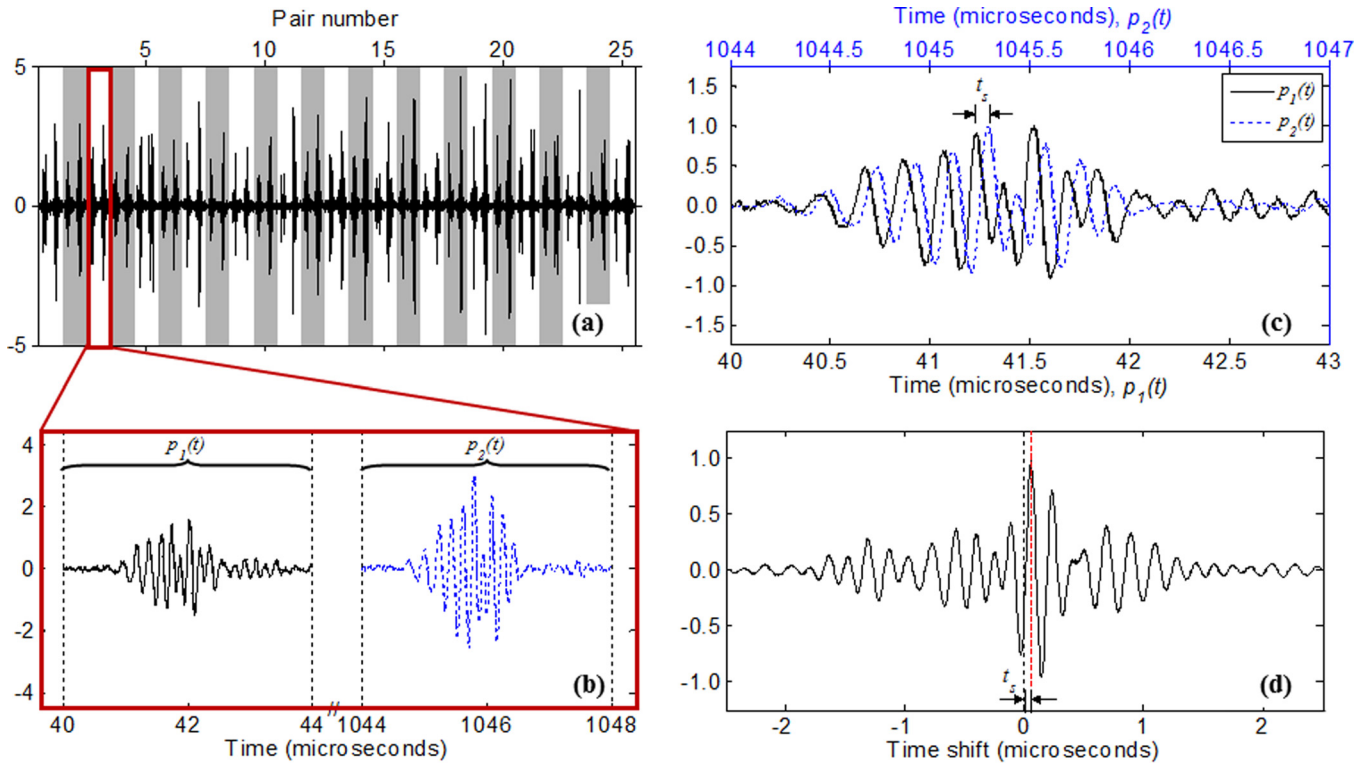 Pair number
5 10 15 20 25
5
0
-5
(a)
p1(t) p2(t)
4
2
0
-2
-4
(b)
40 42 44 // 1044 1046 1048
Time (microseconds)
Time (microseconds), p2(t)
1044 1044.5 1045 1045.5 1046 1046.5 1047
1.5
1.0
0.5
0.0
-0.5
-1.0
-1.5
ts
p1(t)
p2(t)
(c)
40 40.5 41 41.5 42 42.5 43
Time (microseconds), p1(t)
1.0
0.5
0.0
-0.5
-1.0
ts
(d)
-2 -1 0 1 2
Time shift (microseconds)